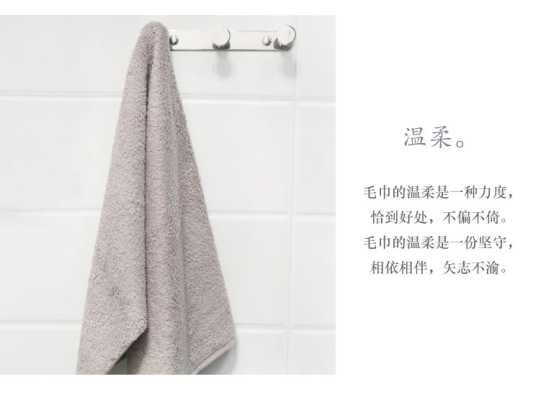 温柔。
毛巾的温柔是一种力度，
恰到好处，不偏不倚。
毛巾的温柔是一份坚守，
相依相伴，矢志不渝。